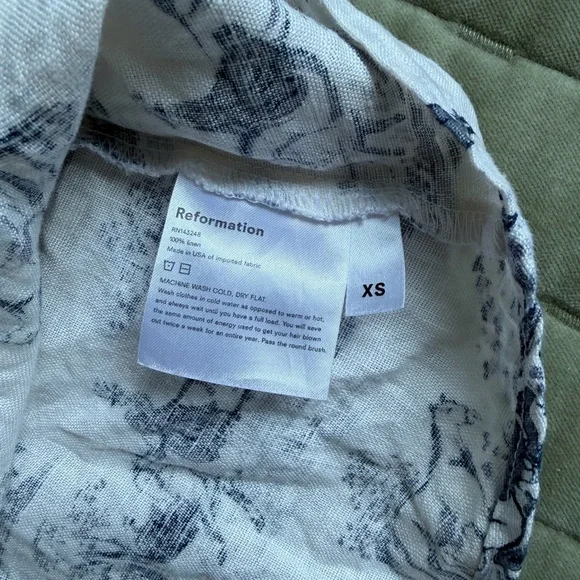 Reformation
RN143248
100% linen
Made in USA of imported fabric
MACHINE WASH COLD, DRY FLAT.
Wash clothes in cold water as opposed to warm or hot,
and always wait until you have a full load. You will save
the same amount of energy used to get your hair blown
out twice a week for an entire year. Pass the round brush.
XS